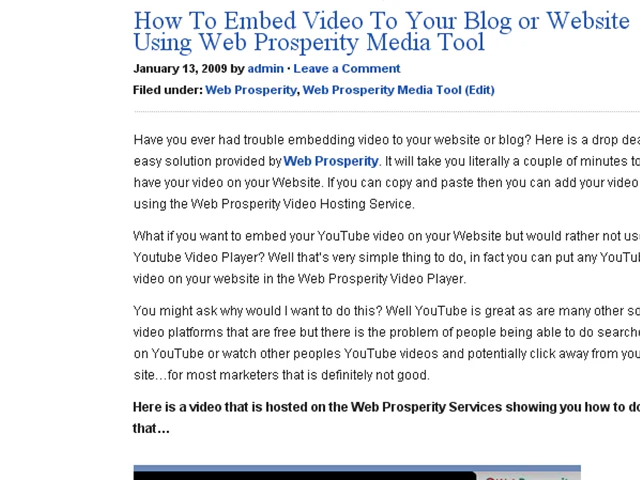 How To Embed Video To Your Blog or Website
Using Web Prosperity Media Tool
January 13, 2009 by admin · Leave a Comment
Filed under: Web Prosperity, Web Prosperity Media Tool (Edit)
Have you ever had trouble embedding video to your website or blog? Here is a drop
easy solution provided by Web Prosperity. It will take you literally a couple of minutes to
have your video on your Website. If you can copy and paste then you can add your video
using the Web Prosperity Video Hosting Service.
What if you want to embed your YouTube video on your Website but would rather not
Youtube Video Player? Well that's very simple thing to do, in fact you can put any
video on your website in the Web Prosperity Video Player.
You might ask why would I want to do this? Well YouTube is great as are many other
video platforms that are free but there is the problem of people being able to do
on YouTube or watch other peoples YouTube videos and potentially click away from
site...for most marketers that is definitely not good.
Here is a video that is hosted on the Web Prosperity Services showing you how to
that...